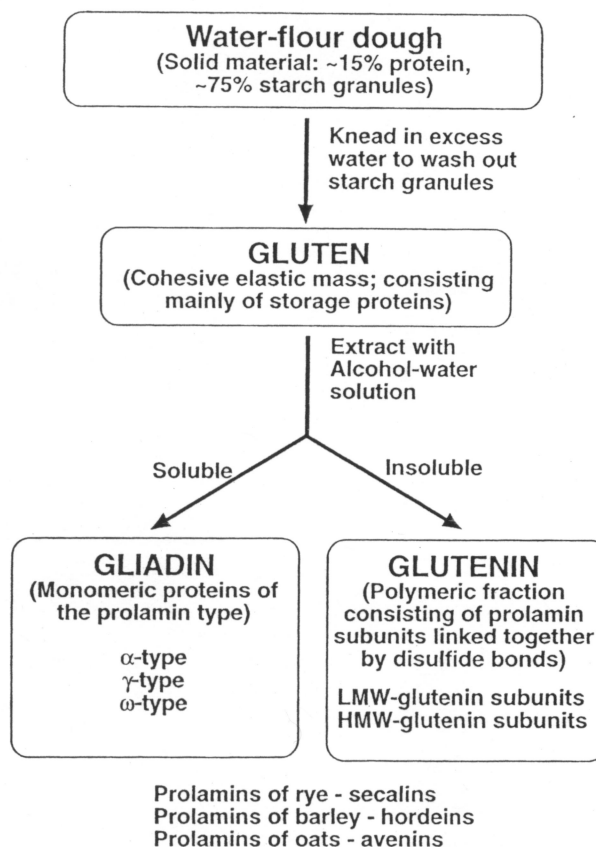 Water-flour dough
(Solid material: ~15% protein,
~75% starch granules)
Knead in excess
water to wash out
starch granules
GLUTEN
(Cohesive elastic mass; consisting
mainly of storage proteins)
Extract with
Alcohol-water
solution
Soluble
Insoluble
GLIADIN
(Monomeric proteins of
the prolamin type)
α-type
γ-type
ω-type
GLUTENIN
(Polymeric fraction
consisting of prolamin
subunits linked together
by disulfide bonds)
LMW-glutenin subunits
HMW-glutenin subunits
Prolamins of rye - secalins
Prolamins of barley - hordeins
Prolamins of oats - avenins